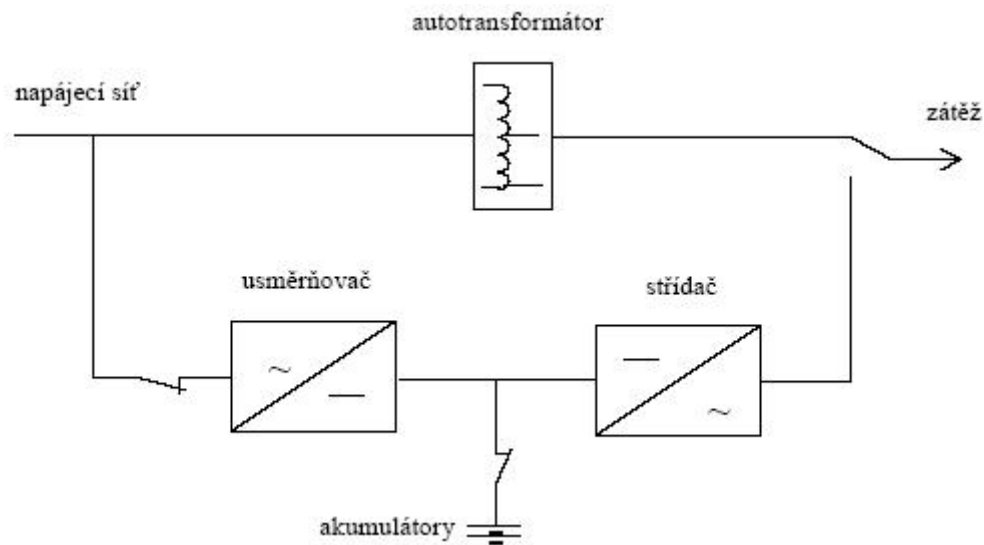 autotransformátor
napájecí síť
zátěž
usměrňovač
střídač
akumulátory